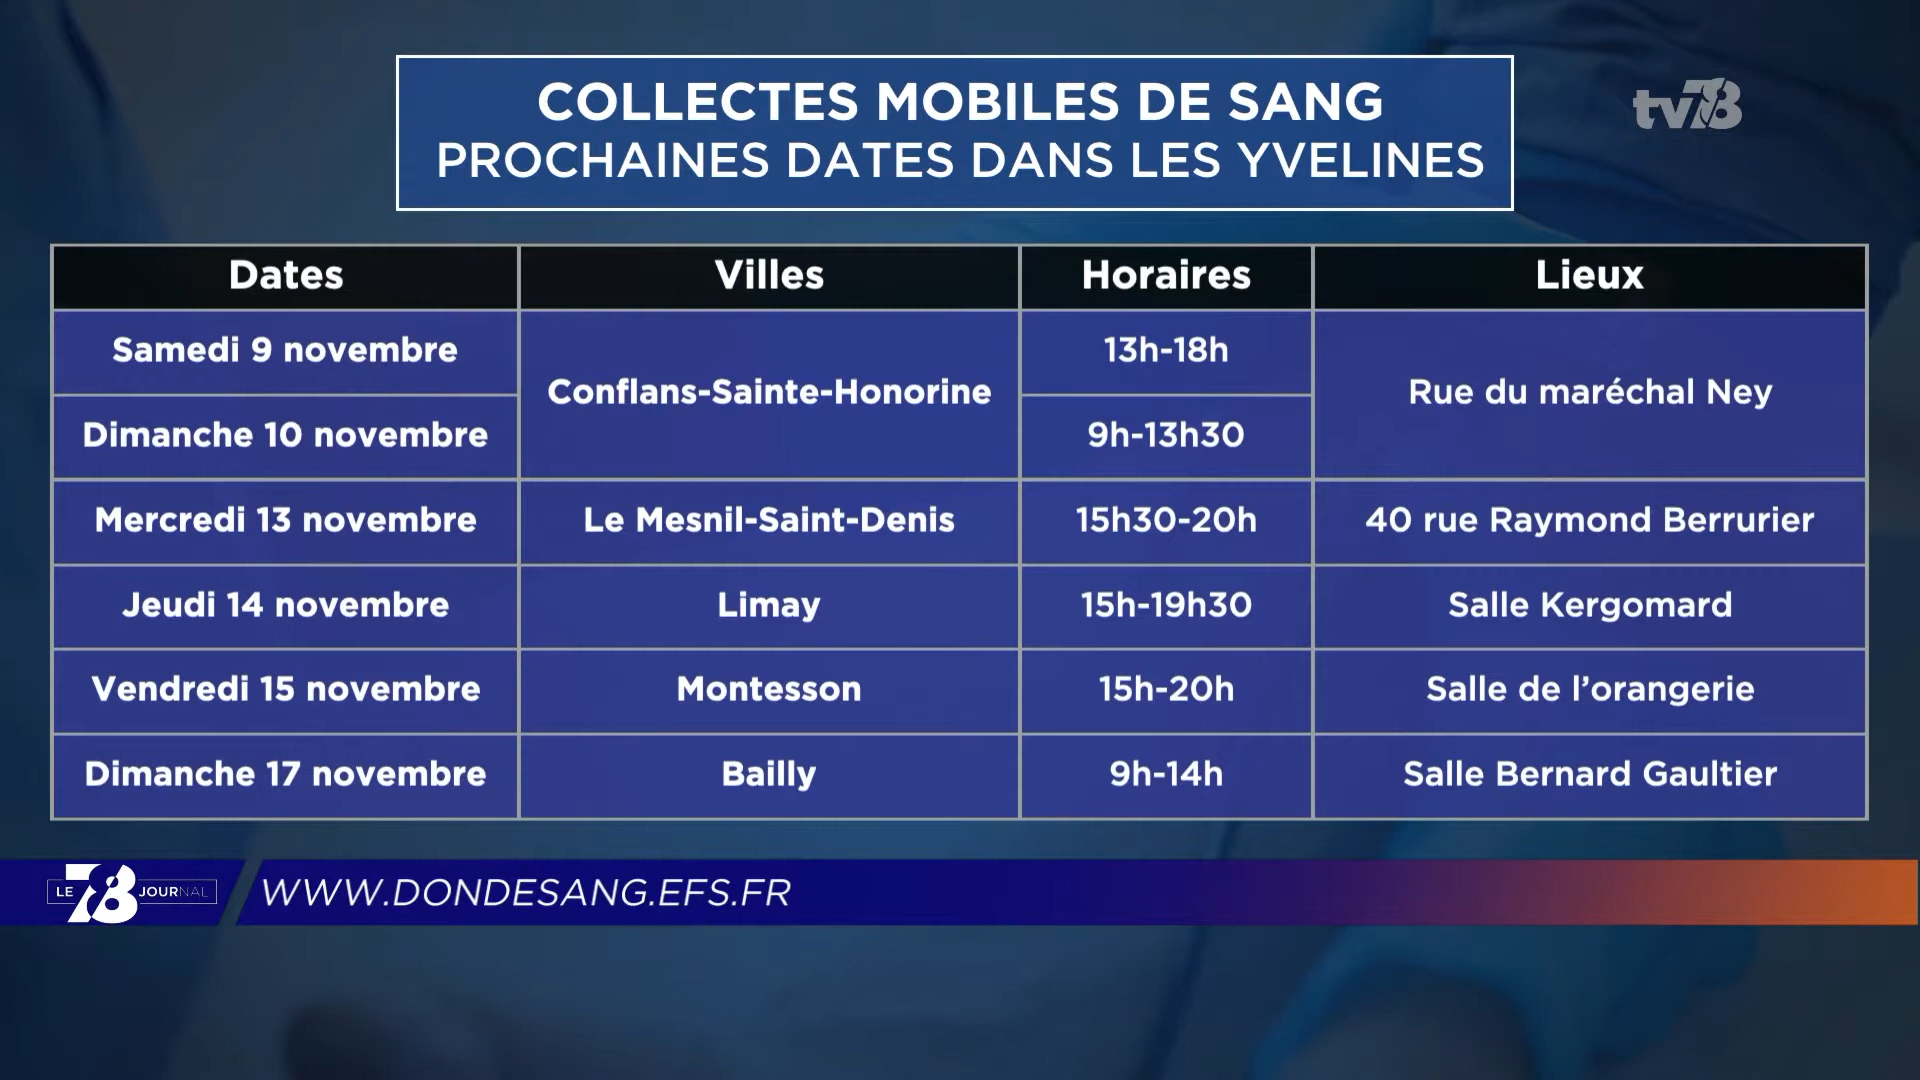 COLLECTES MOBILES DE SANG
PROCHAINES DATES DANS LES YVELINES
tv78
Dates Villes Horaires Lieux
Samedi 9 novembre 13h-18h
Conflans-Sainte-Honorine Rue du maréchal Ney
Dimanche 10 novembre 9h-13h30
Mercredi 13 novembre Le Mesnil-Saint-Denis 15h30-20h 40 rue Raymond Berrurier
Jeudi 14 novembre Limay 15h-19h30 Salle Kergomard
Vendredi 15 novembre Montesson 15h-20h Salle de l’orangerie
Dimanche 17 novembre Bailly 9h-14h Salle Bernard Gaultier
LE 78 JOURNAL WWW.DONDESANG.EFS.FR